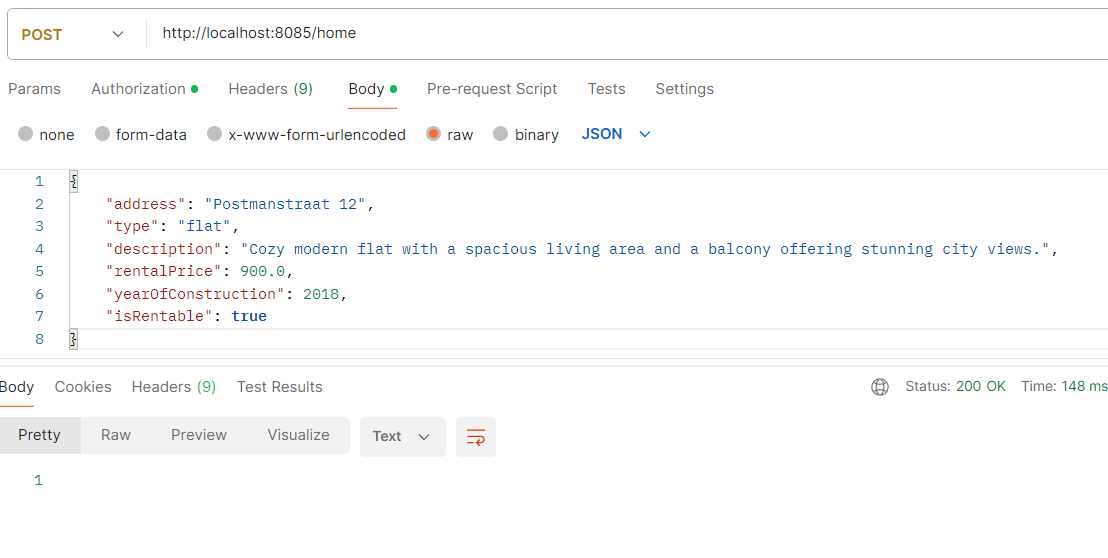 POST http://localhost:8085/home
Params Authorization Headers (9) Body Pre-request Script Tests Settings
none form-data x-www-form-urlencoded raw binary JSON
1 {
2 "address": "Postmanstraat 12",
3 "type": "flat",
4 "description": "Cozy modern flat with a spacious living area and a balcony offering stunning city views.",
5 "rentalPrice": 900.0,
6 "yearOfConstruction": 2018,
7 "isRentable": true
8 }
Body Cookies Headers (9) Test Results Status: 200 OK Time: 148 ms
Pretty Raw Preview Visualize Text
1